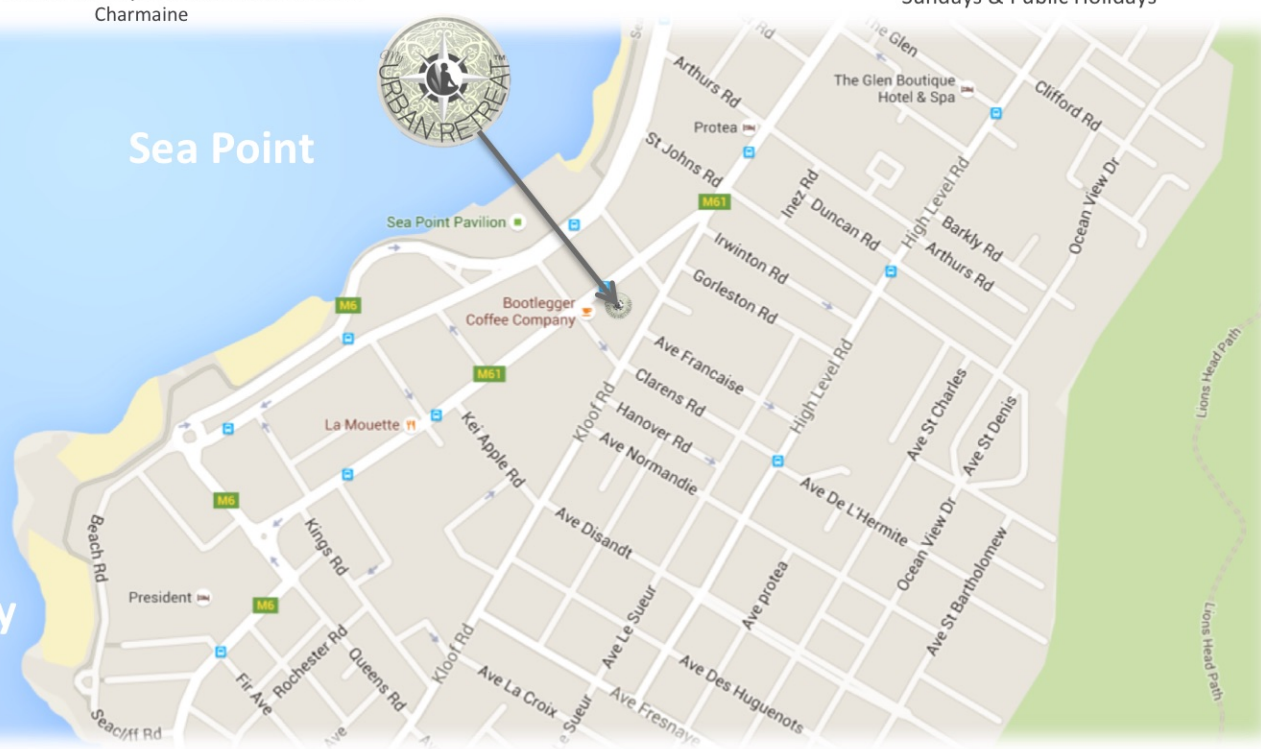 Charmaine
Sundays & Public Holidays
URBAN RETREAT™
Sea Point
The Glen
Rd
Arthurs Rd
The Glen Boutique
Hotel & Spa
Clifford Rd
Protea
St Johns Rd
M61
Inez Rd
Duncan Rd
High Level Rd
Barkly Rd
Arthurs Rd
Ocean View Dr
Sea Point Pavilion
Irwinton Rd
Gorleston Rd
M6
Bootlegger
Coffee Company
Ave Francaise
High Level Rd
Lions Head Path
M61
Clarens Rd
Kloof Rd
Hanover Rd
Ave St Charles
Ave St Denis
La Mouette
Kei Apple Rd
Ave Normandie
M6
Ave De L'Hermite
Beach Rd
Kings Rd
Ave Disandt
Ocean View Dr
Ave St Bartholomew
President
M6
Ave protea
Ave Le Sueur
Lions Head Path
y
Rochester Rd
Queens Rd
Kloof Rd
Fir Ave
Ave La Croix
Ave Des Huguenots
Ave Fresnaye
Le Sueur
Seacliff Rd
Ave